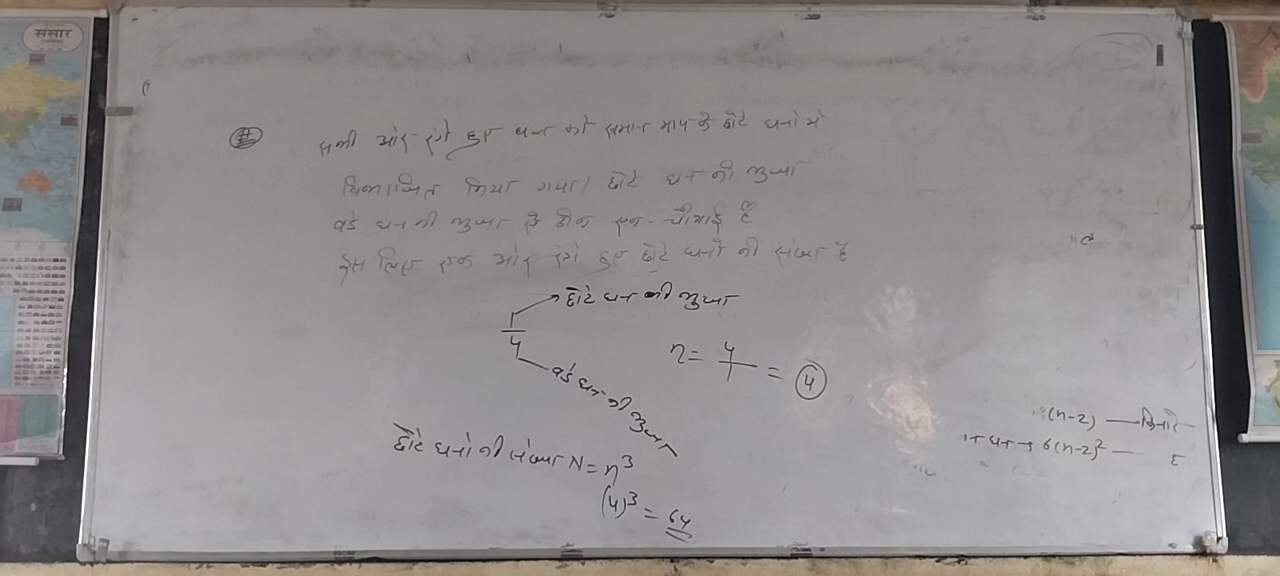 संसार
सभी ओर रंगे हुए घन को समान माप के छोटे घनों में
विभाजित किया गया। छोटे घन की भुजा
बडे घन की भुजा के ठीक एक-चौथाई है
इस लिए एक ओर रंगे हुए छोटे घनों की संख्या है
1/4
छोटे घन की भुजा
बडे घन की भुजा
n = 4/1 = 4
छोटे घनों की संख्या N = n³
(4)³ = 64
(n-2) — किनारे
घन → 6(n-2)² —